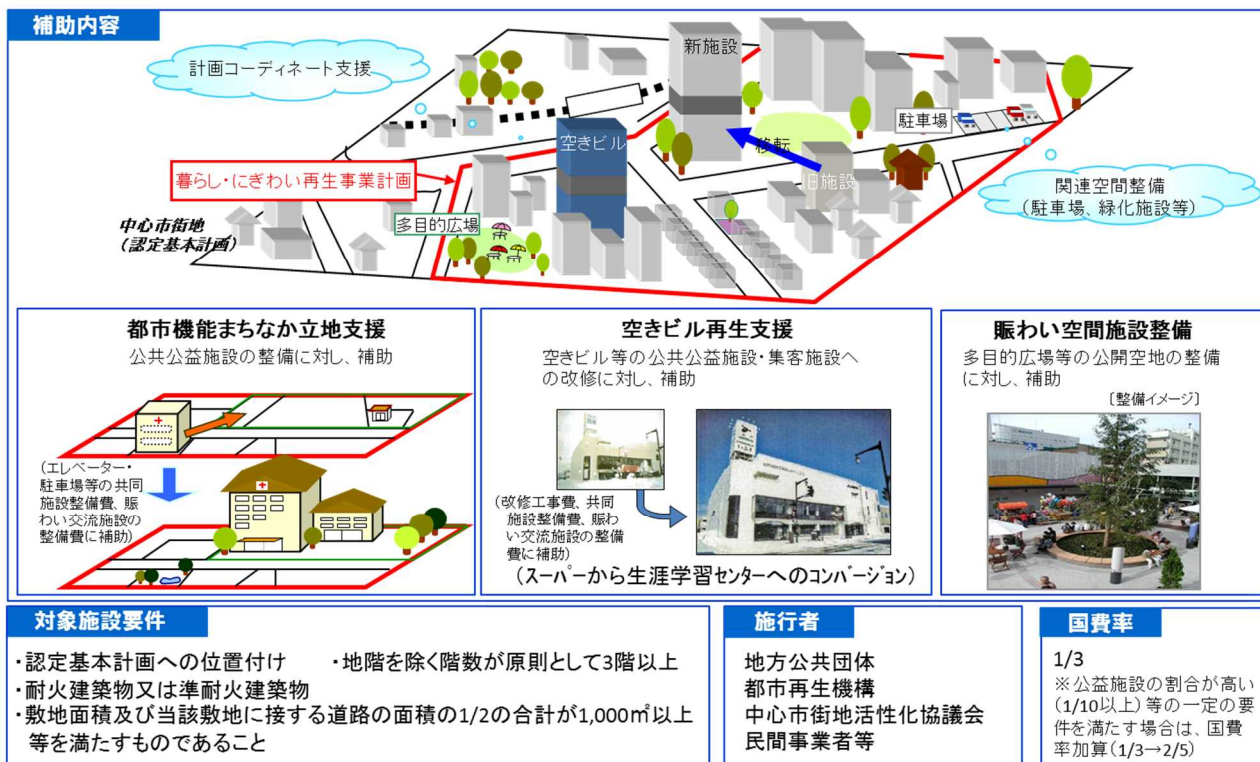 補助内容
計画コーディネート支援
新施設
駐車場
空きビル
移転
旧施設
暮らし・にぎわい再生事業計画
関連空間整備
(駐車場、緑化施設等)
中心市街地
(認定基本計画)
多目的広場
都市機能まちなか立地支援
公共公益施設の整備に対し、補助
(エレベーター・
駐車場等の共同
施設整備費、賑
わい交流施設の
整備費に補助)
空きビル再生支援
空きビル等の公共公益施設・集客施設へ
の改修に対し、補助
(改修工事費、共同
施設整備費、賑わ
い交流施設の整備
費に補助)
(スーパーから生涯学習センターへのコンバージョン)
賑わい空間施設整備
多目的広場等の公開空地の整備
に対し、補助
〔整備イメージ〕
対象施設要件
・認定基本計画への位置付け ・地階を除く階数が原則として3階以上
・耐火建築物又は準耐火建築物
・敷地面積及び当該敷地に接する道路の面積の1/2の合計が1,000㎡以上
等を満たすものであること
施行者
地方公共団体
都市再生機構
中心市街地活性化協議会
民間事業者等
国費率
1/3
※公益施設の割合が高い
(1/10以上)等の一定の要
件を満たす場合は、国費
率加算(1/3→2/5)